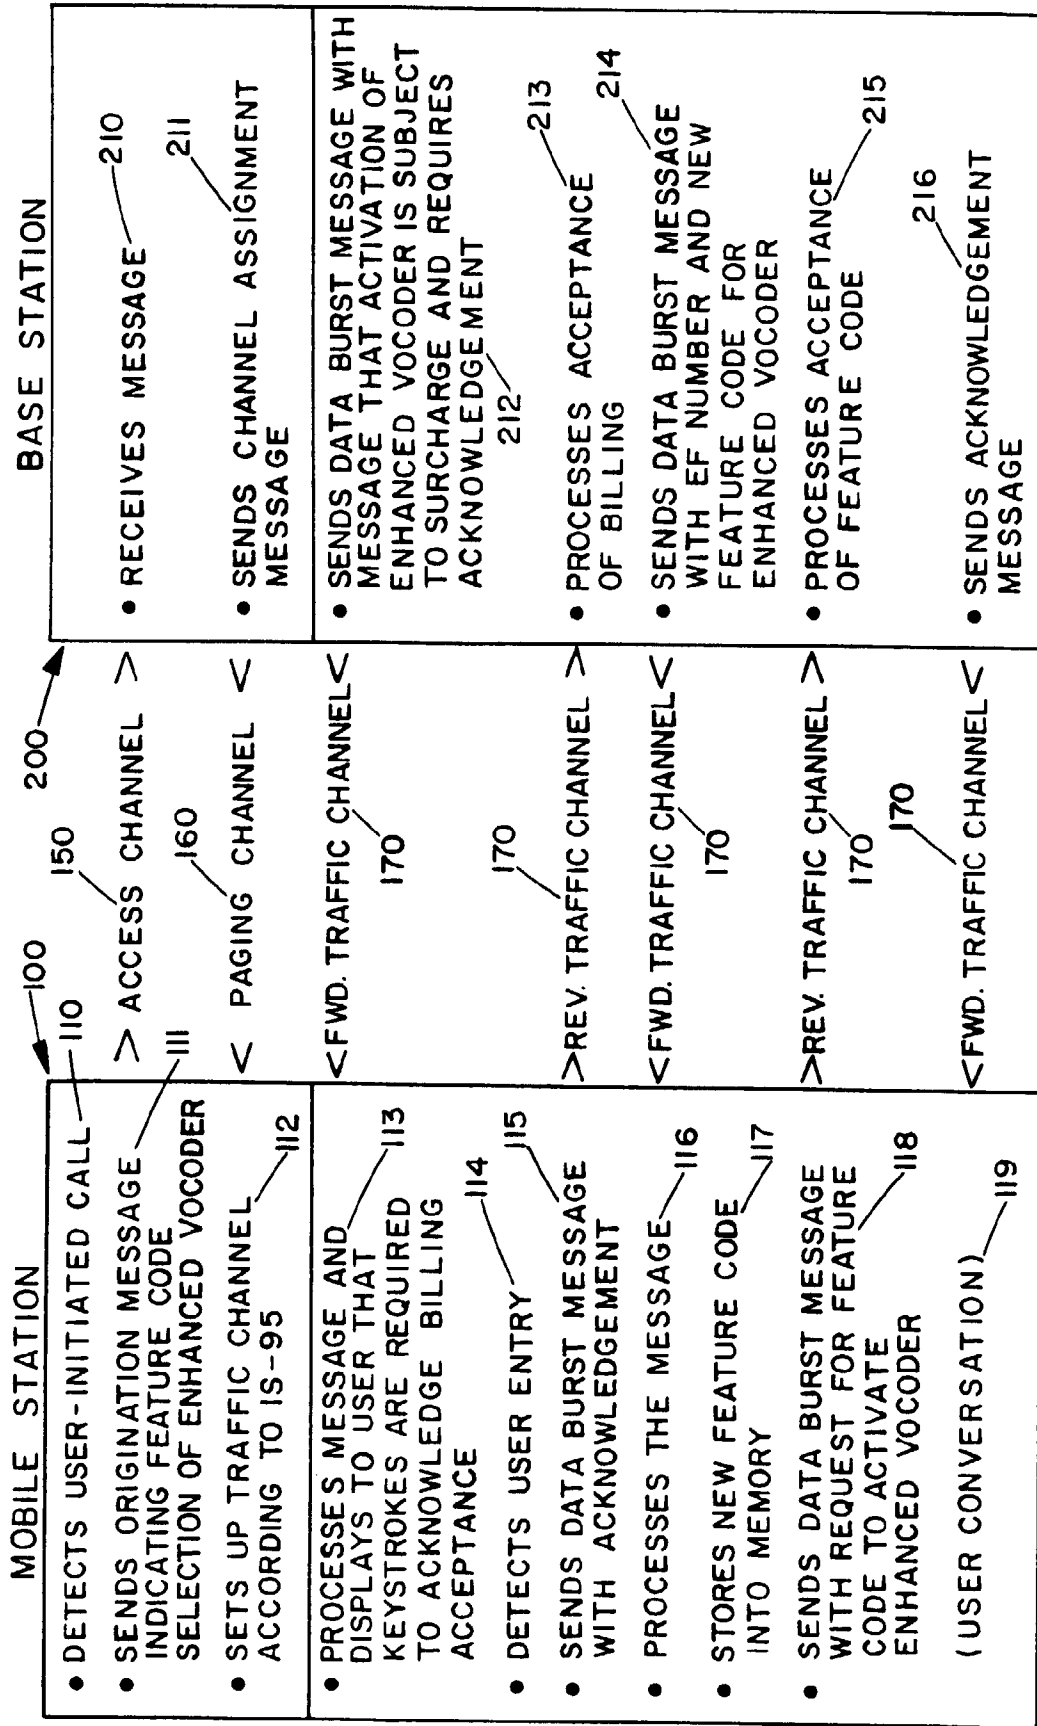 MOBILE STATION
100
• DETECTS USER-INITIATED CALL 110
• SENDS ORIGINATION MESSAGE 111
INDICATING FEATURE CODE
SELECTION OF ENHANCED VOCODER
• SETS UP TRAFFIC CHANNEL
ACCORDING TO IS-95 112
• PROCESSES MESSAGE AND 113
DISPLAYS TO USER THAT
KEYSTROKES ARE REQUIRED
TO ACKNOWLEDGE BILLING
ACCEPTANCE
114
• DETECTS USER ENTRY
115
• SENDS DATA BURST MESSAGE
WITH ACKNOWLEDGEMENT
• PROCESSES THE MESSAGE 116
• STORES NEW FEATURE CODE 117
INTO MEMORY
• SENDS DATA BURST MESSAGE
WITH REQUEST FOR FEATURE 118
CODE TO ACTIVATE
ENHANCED VOCODER
(USER CONVERSATION) 119
150
> ACCESS CHANNEL >
160
< PAGING CHANNEL <
<FWD. TRAFFIC CHANNEL<
170
170
>REV. TRAFFIC CHANNEL >
<FWD. TRAFFIC CHANNEL<
170
>REV. TRAFFIC CHANNEL >
170
170
<FWD. TRAFFIC CHANNEL<
BASE STATION
200
• RECEIVES MESSAGE 210
211
• SENDS CHANNEL ASSIGNMENT
MESSAGE
• SENDS DATA BURST MESSAGE WITH
MESSAGE THAT ACTIVATION OF
ENHANCED VOCODER IS SUBJECT
TO SURCHARGE AND REQUIRES
ACKNOWLEDGEMENT
212
213
• PROCESSES ACCEPTANCE
OF BILLING
214
• SENDS DATA BURST MESSAGE
WITH EF NUMBER AND NEW
FEATURE CODE FOR
ENHANCED VOCODER
• PROCESSES ACCEPTANCE 215
OF FEATURE CODE
216
• SENDS ACKNOWLEDGEMENT
MESSAGE